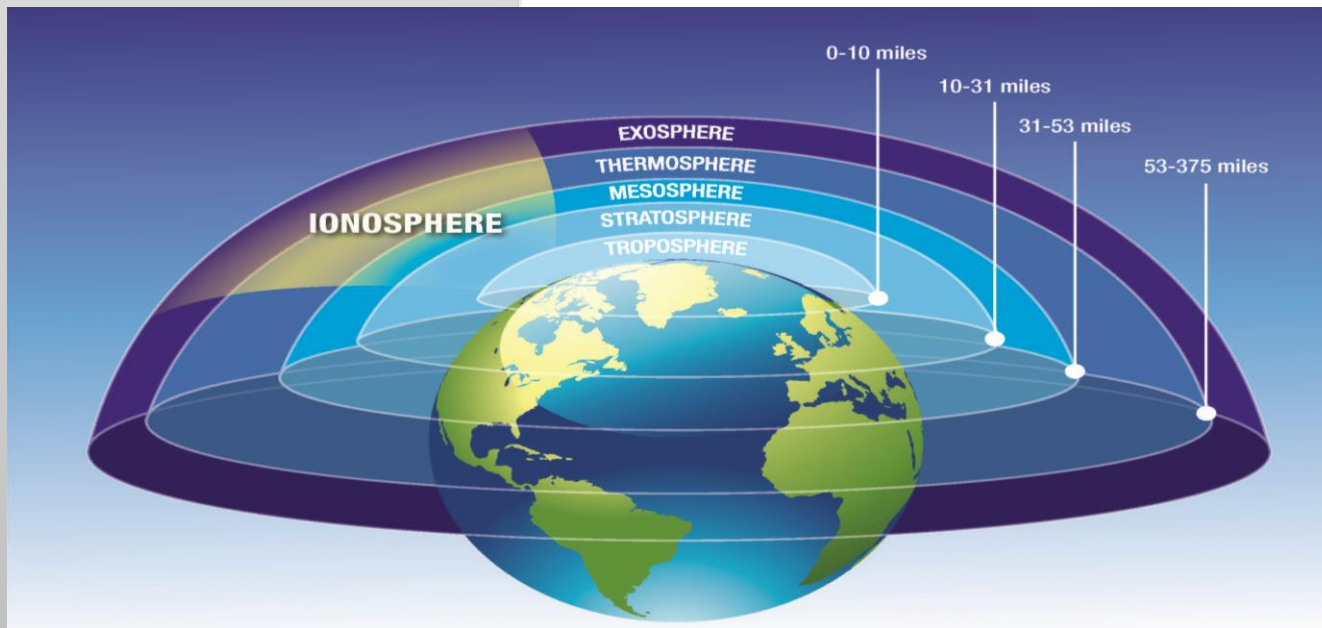 0-10 miles
10-31 miles
31-53 miles
53-375 miles
EXOSPHERE
THERMOSPHERE
MESOSPHERE
STRATOSPHERE
TROPOSPHERE
IONOSPHERE